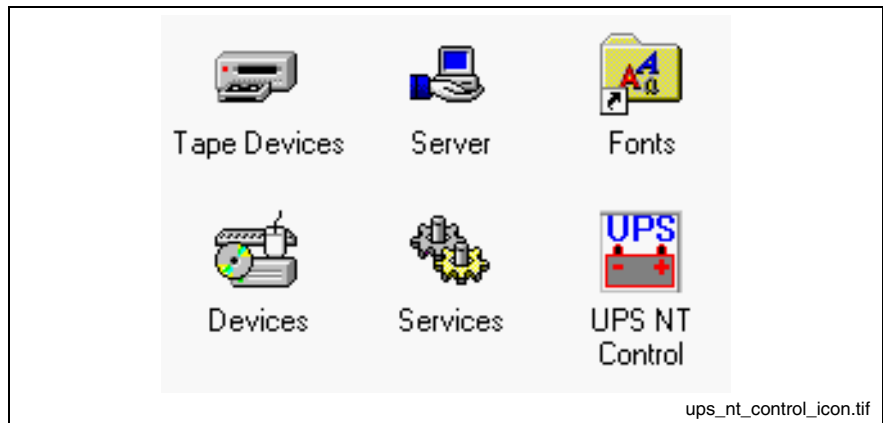 Tape Devices
Server
Fonts
Devices
Services
UPS
UPS NT
Control
ups_nt_control_icon.tif